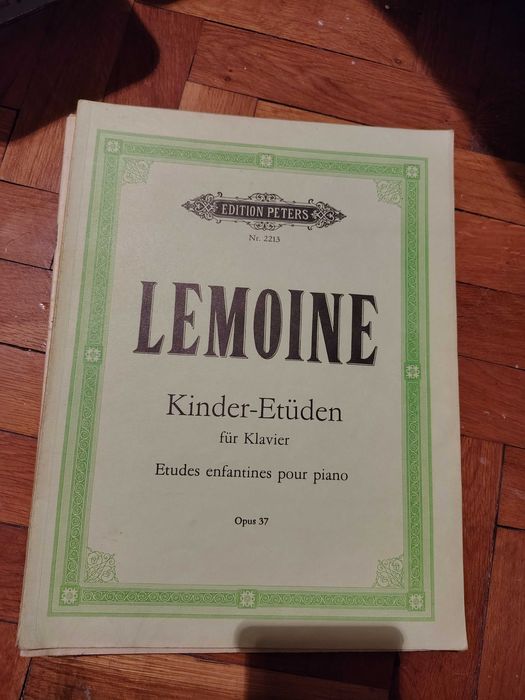 EDITION PETERS
Nr. 2213
LEMOINE
Kinder-Etüden
für Klavier
Etudes enfantines pour piano
Opus 37